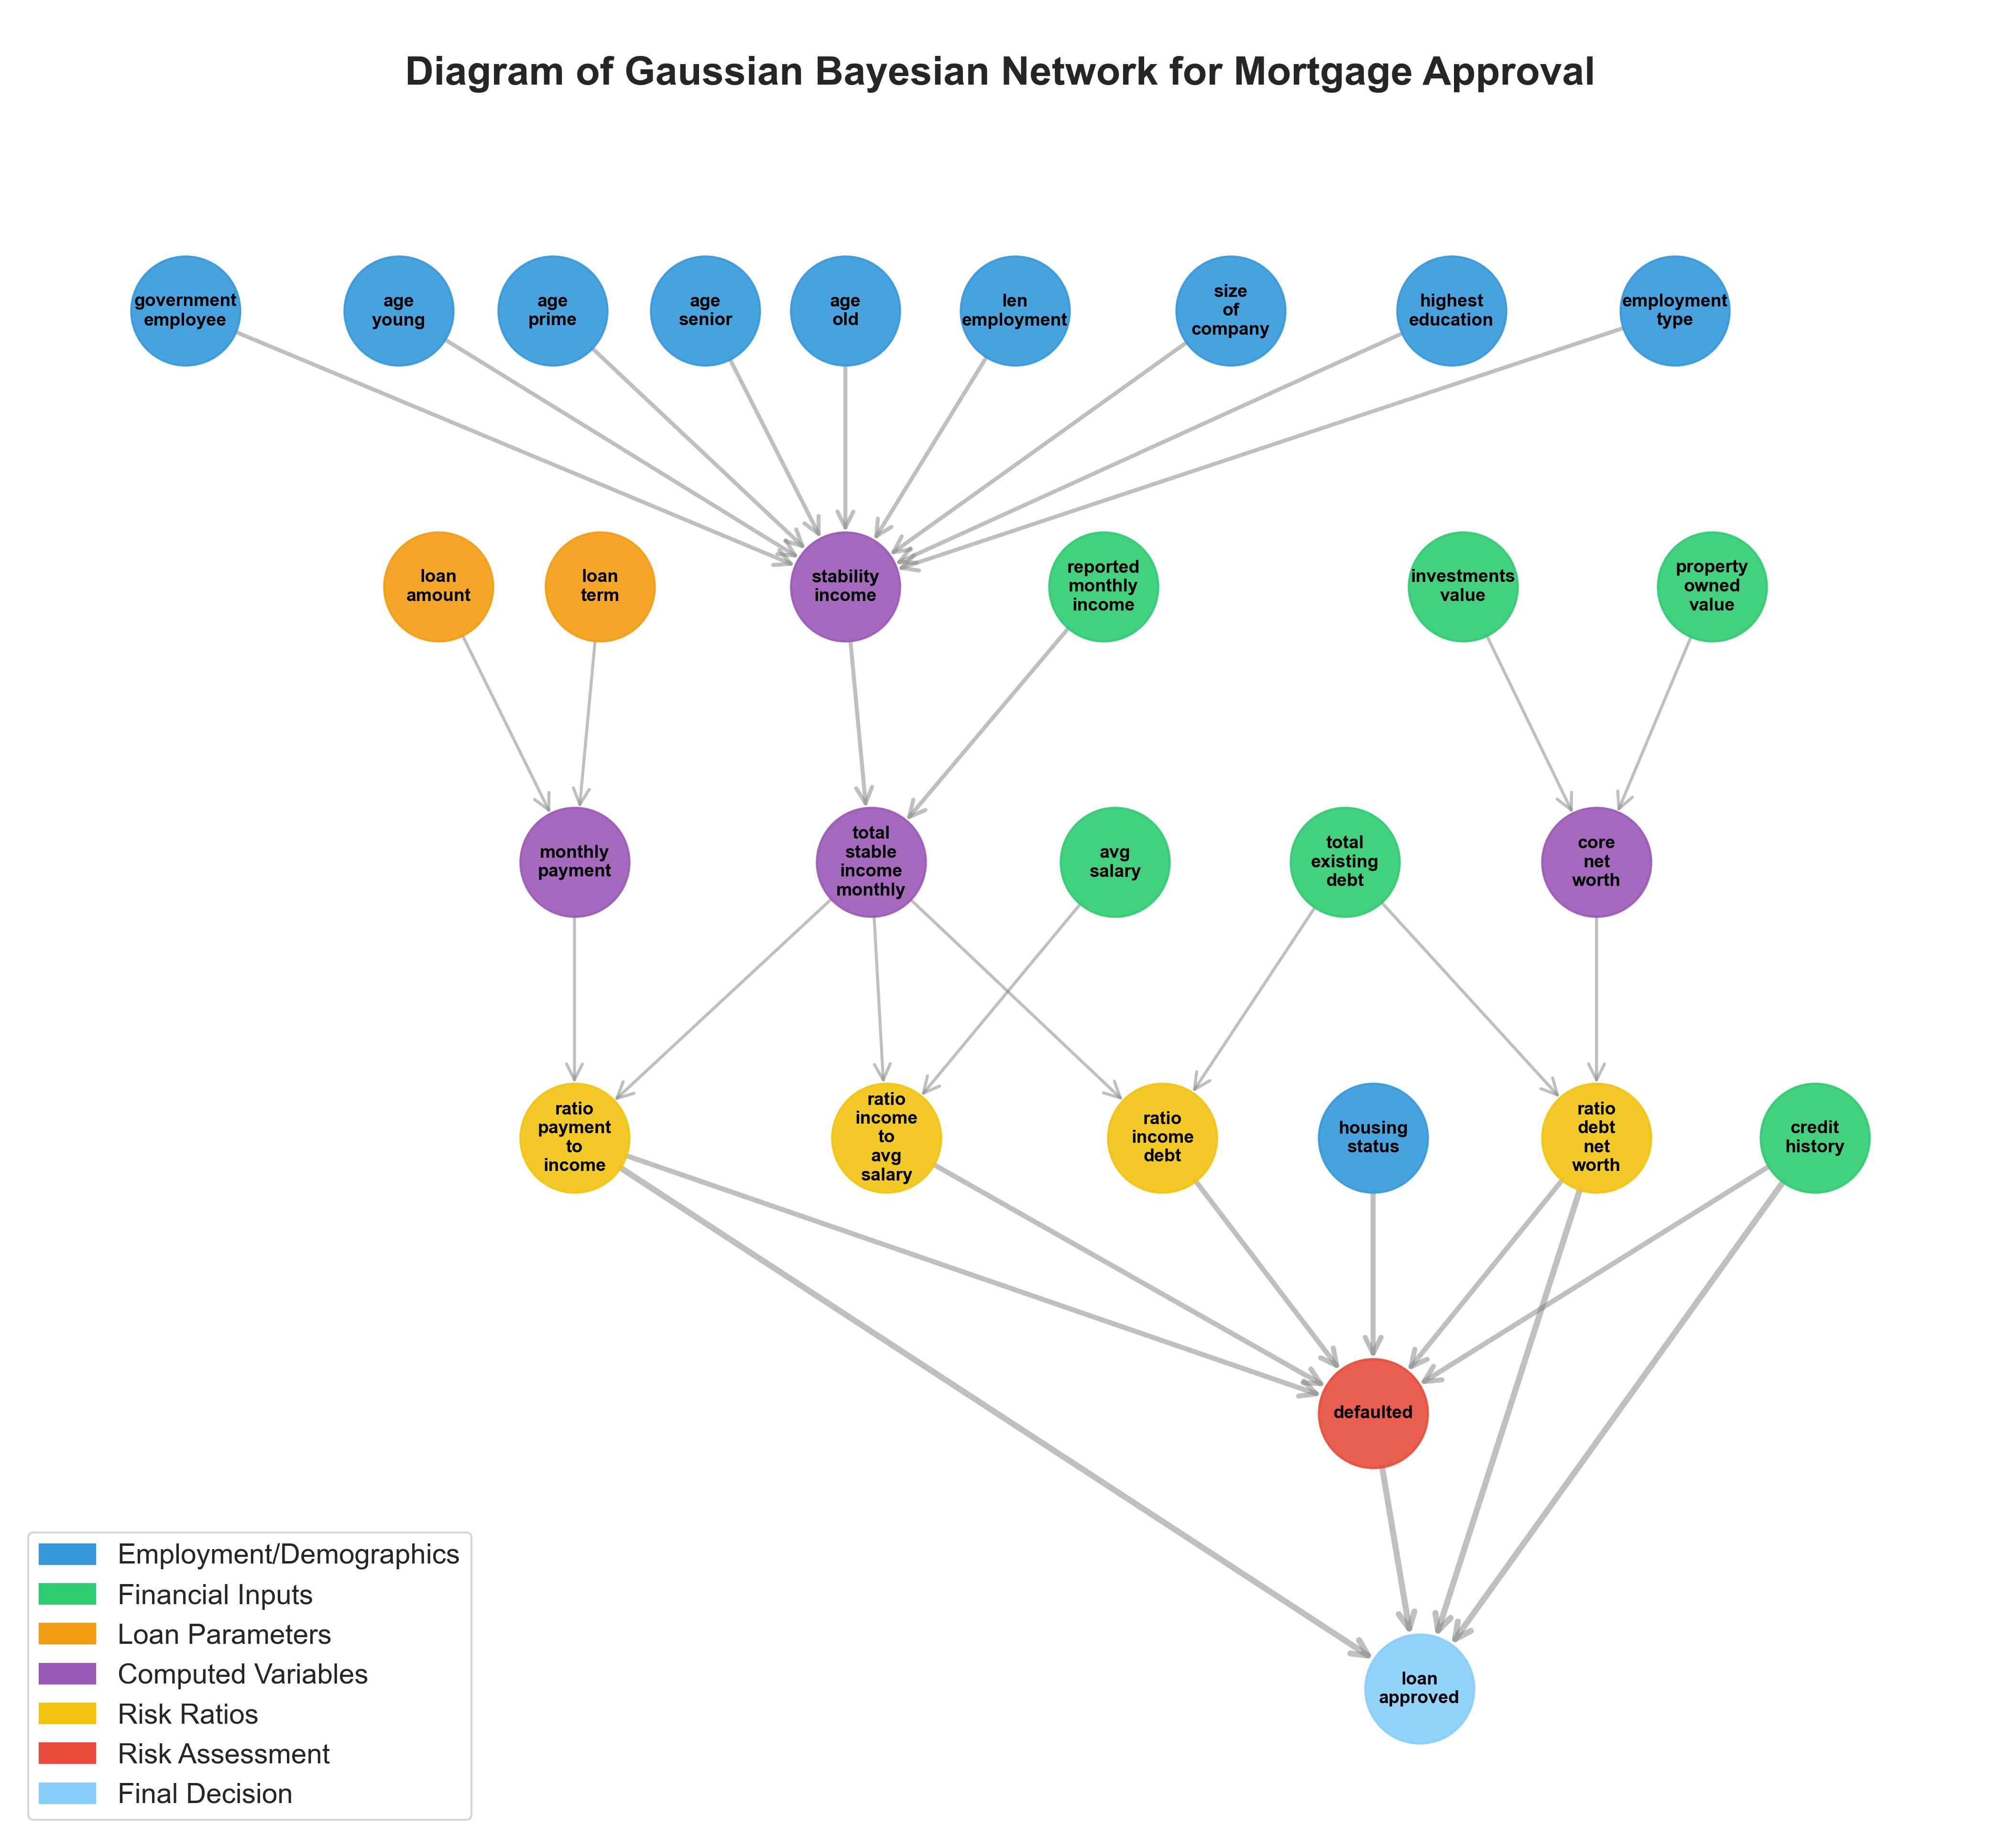 Diagram of Gaussian Bayesian Network for Mortgage Approval
government
employee
age
young
age
prime
age
senior
age
old
len
employment
size
of
company
highest
education
employment
type
loan
amount
loan
term
stability
income
reported
monthly
income
investments
value
property
owned
value
monthly
payment
total
stable
income
monthly
avg
salary
total
existing
debt
core
net
worth
ratio
payment
to
income
ratio
income
to
avg
salary
ratio
income
debt
housing
status
ratio
debt
net
worth
credit
history
defaulted
loan
approved
Employment/Demographics
Financial Inputs
Loan Parameters
Computed Variables
Risk Ratios
Risk Assessment
Final Decision